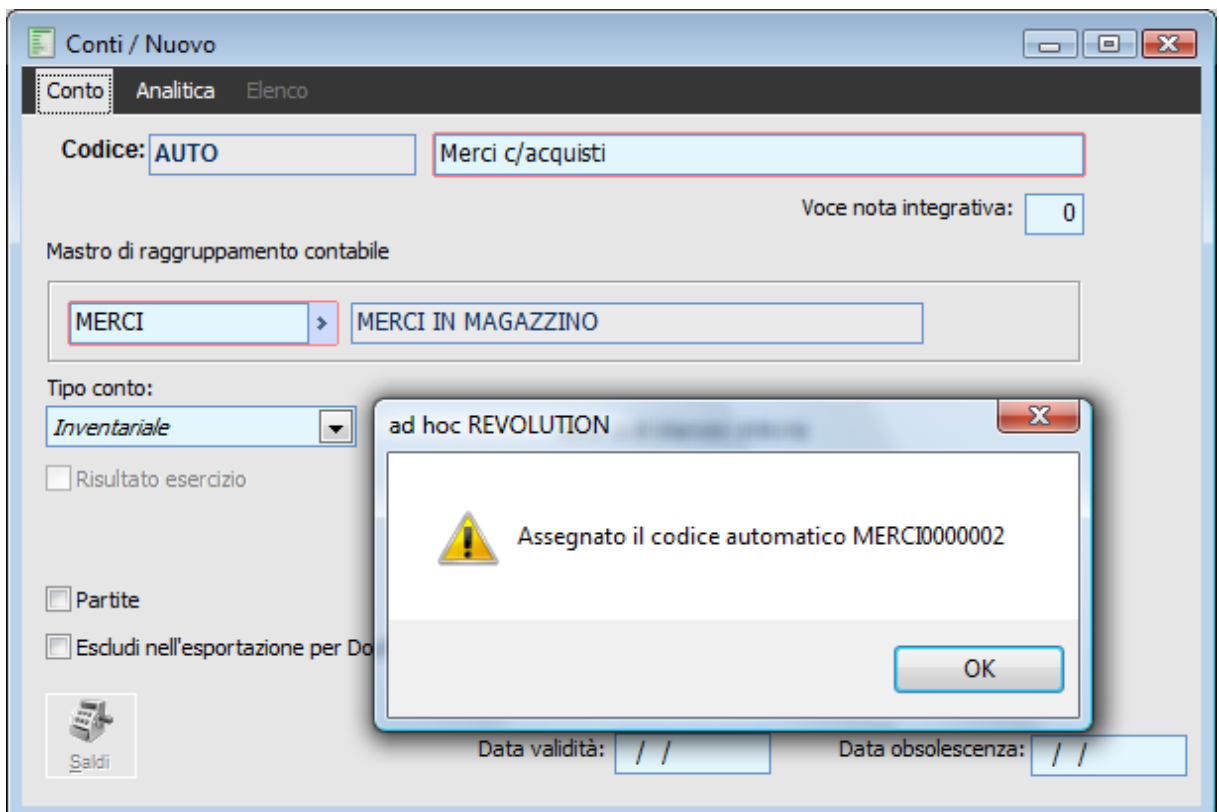 Conti / Nuovo
Conto Analitica Elenco
Codice: AUTO Merci c/acquisti
Voce nota integrativa: 0
Mastro di raggruppamento contabile
MERCI > MERCI IN MAGAZZINO
Tipo conto:
Inventariale
ad hoc REVOLUTION
Risultato esercizio
Assegnato il codice automatico MERCI0000002
Partite
Escludi nell'esportazione per Do
OK
Saldi
Data validità: / / Data obsolescenza: / /